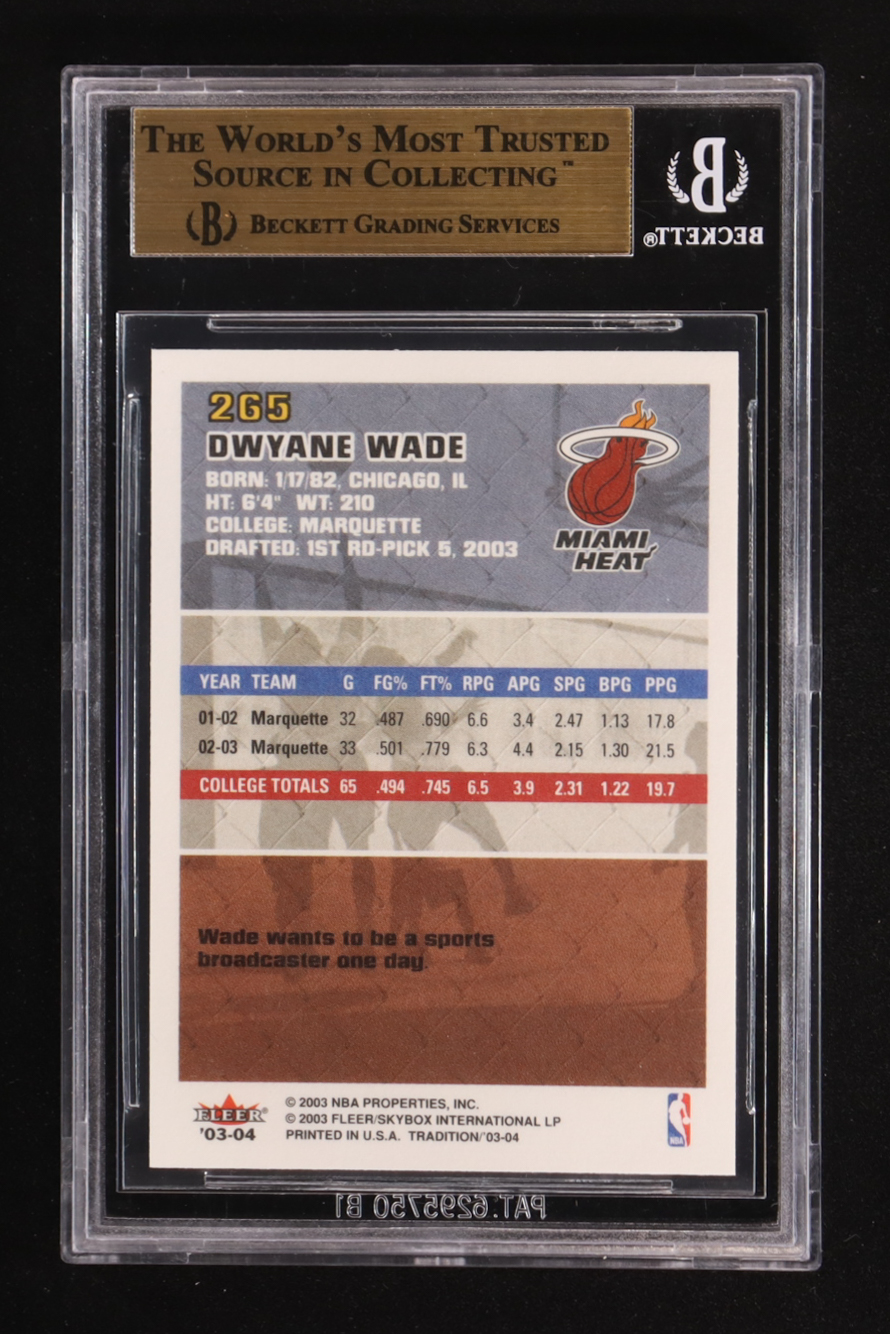 THE WORLD'S MOST TRUSTED
SOURCE IN COLLECTING™
B BECKETT GRADING SERVICES
B
BECKETT®
265
DWYANE WADE
BORN: 1/17/82, CHICAGO, IL
HT: 6'4" WT: 210
COLLEGE: MARQUETTE
DRAFTED: 1ST RD-PICK 5, 2003
MIAMI
HEAT
YEAR TEAM G FG% FT% RPG APG SPG BPG PPG
01-02 Marquette 32 .487 .690 6.6 3.4 2.47 1.13 17.8
02-03 Marquette 33 .501 .779 6.3 4.4 2.15 1.30 21.5
COLLEGE TOTALS 65 .494 .745 6.5 3.9 2.31 1.22 19.7
Wade wants to be a sports
broadcaster one day.
FLEER®
'03-04
© 2003 NBA PROPERTIES, INC.
© 2003 FLEER/SKYBOX INTERNATIONAL LP
PRINTED IN U.S.A. TRADITION/'03-04
NBA
PAT.6295750 B1